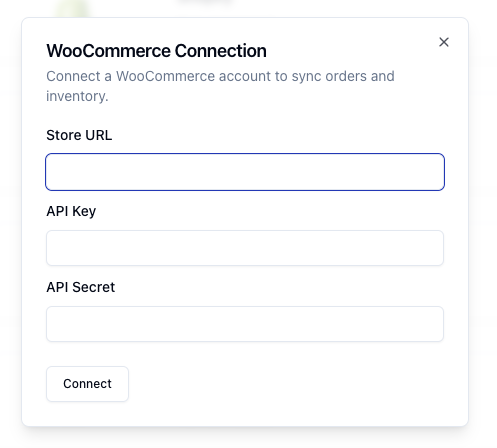 WooCommerce Connection
Connect a WooCommerce account to sync orders and
inventory.
Store URL
API Key
API Secret
Connect